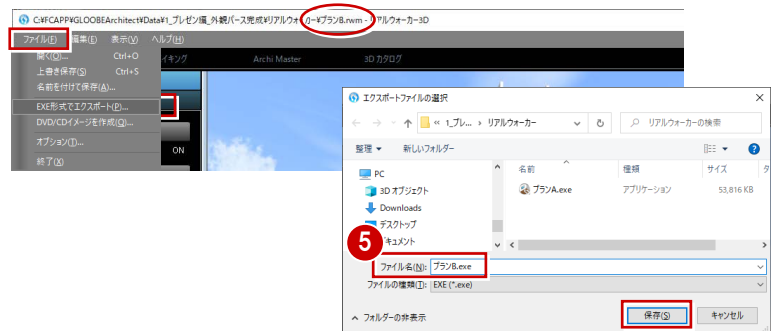 C:¥FCAPP¥GLOOBEArchitect¥Data¥1_プレゼン編_外観パース完成¥リアルウォーカー¥プランB.rwm - リアルウォーカー3D
ファイル(F) 編集(E) 表示(V) ヘルプ(H)
開く(O)... Ctrl+O
上書き保存(S) Ctrl+S
名前を付けて保存(A)...
EXE形式でエクスポート(P)...
DVD/CDイメージを作成(Q)...
オプション(T)...
終了(X)
イキング Archi Master 3D カタログ
ON
エクスポートファイルの選択
« 1_プレ... › リアルウォーカー リアルウォーカーの検索
整理 新しいフォルダー
PC
3D オブジェクト
Downloads
デスクトップ
ドキュメント
名前 種類 サイズ タ
プランA.exe アプリケーション 53,816 KB
5
ファイル名(N): プランB.exe
ファイルの種類(T): EXE (*.exe)
フォルダーの非表示 保存(S) キャンセル